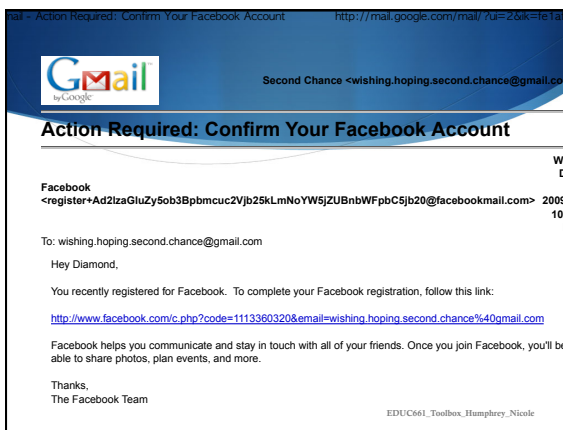 mail - Action Required: Confirm Your Facebook Account http://mail.google.com/mail/?ui=2&ik=fe1af
Gmail
by Google
Second Chance <wishing.hoping.second.chance@gmail.co
Action Required: Confirm Your Facebook Account
W
D
Facebook
<register+Ad2lzaGluZy5ob3Bpbmcuc2Vjb25kLmNoYW5jZUBnbWFpbC5jb20@facebookmail.com> 2009
10
To: wishing.hoping.second.chance@gmail.com
Hey Diamond,
You recently registered for Facebook. To complete your Facebook registration, follow this link:
http://www.facebook.com/c.php?code=1113360320&email=wishing.hoping.second.chance%40gmail.com
Facebook helps you communicate and stay in touch with all of your friends. Once you join Facebook, you'll be
able to share photos, plan events, and more.
Thanks,
The Facebook Team
EDUC661_Toolbox_Humphrey_Nicole